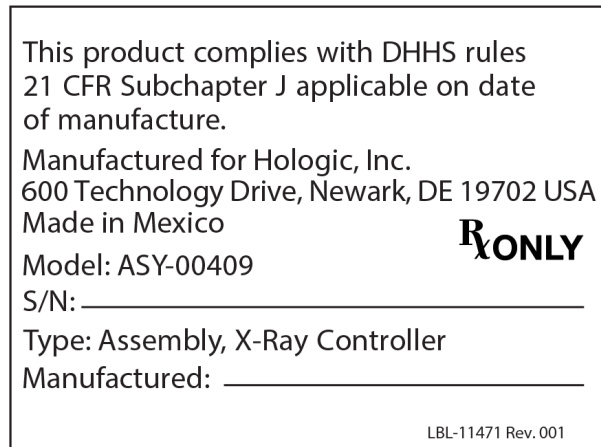 This product complies with DHHS rules
21 CFR Subchapter J applicable on date
of manufacture.
Manufactured for Hologic, Inc.
600 Technology Drive, Newark, DE 19702 USA
Made in Mexico
Rx ONLY
Model: ASY-00409
S/N:
Type: Assembly, X-Ray Controller
Manufactured:
LBL-11471 Rev. 001